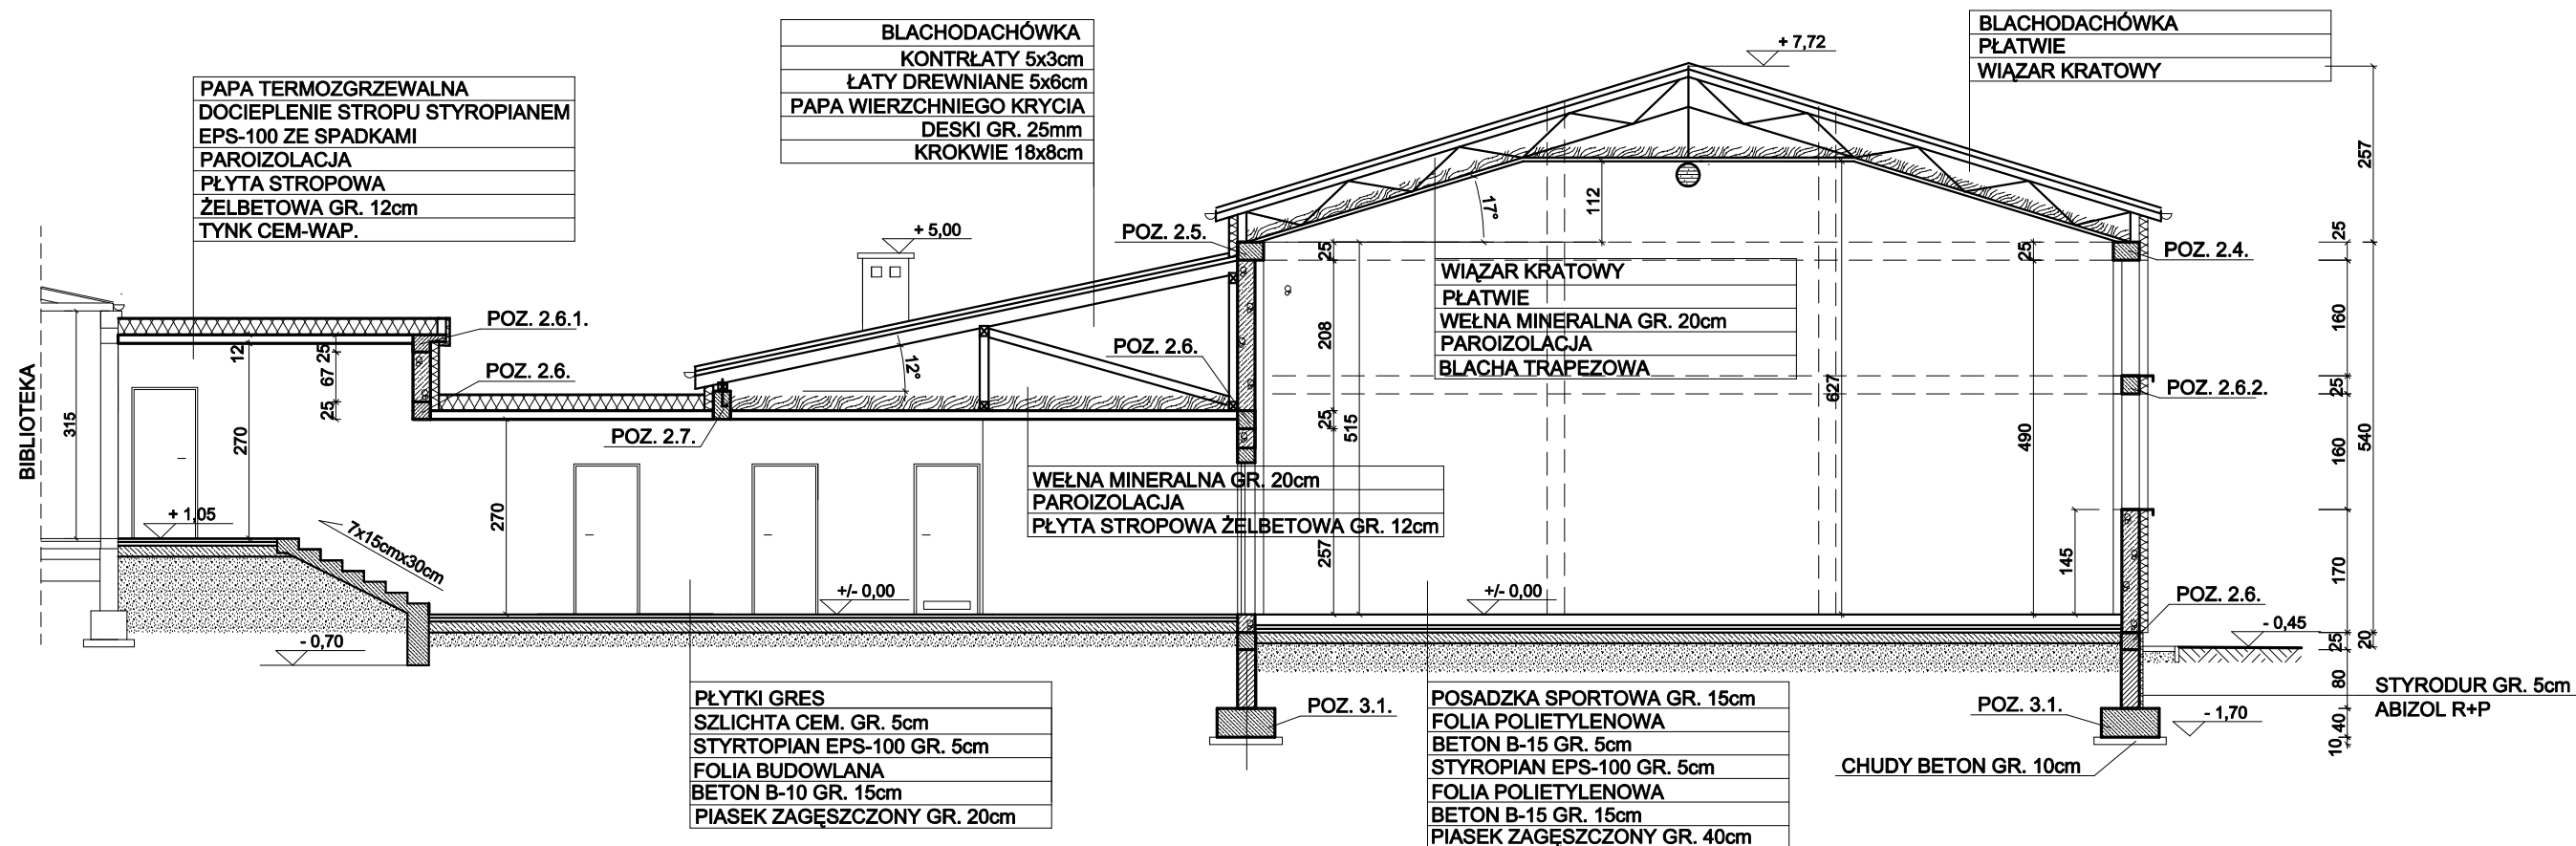 PAPA TERMOZGRZEWALNA
DOCIEPLENIE STROPU STYROPIANEM
EPS-100 ZE SPADKAMI
PAROIZOLACJA
PŁYTA STROPOWA
ŻELBETOWA GR. 12cm
TYNK CEM-WAP.
BLACHODACHÓWKA
KONTRŁATY 5x3cm
ŁATY DREWNIANE 5x6cm
PAPA WIERZCHNIEGO KRYCIA
DESKI GR. 25mm
KROKWIE 18x8cm
BLACHODACHÓWKA
PŁATWIE
WIĄZAR KRATOWY
+ 7,72
+ 5,00
POZ. 2.5.
POZ. 2.4.
17°
112
257
25
WIĄZAR KRATOWY
PŁATWIE
WEŁNA MINERALNA GR. 20cm
PAROIZOLACJA
BLACHA TRAPEZOWA
25
208
25
515
257
25
490
627
145
160
25
160
170
540
25
20
80
40
10
POZ. 2.6.1.
POZ. 2.6.
POZ. 2.6.
POZ. 2.6.2.
POZ. 2.7.
12°
12
25
67
25
BIBLIOTEKA
315
270
270
+ 1,05
7x15cmx30cm
WEŁNA MINERALNA GR. 20cm
PAROIZOLACJA
PŁYTA STROPOWA ŻELBETOWA GR. 12cm
+/- 0,00
+/- 0,00
POZ. 2.6.
- 0,45
- 0,70
PŁYTKI GRES
SZLICHTA CEM. GR. 5cm
STYRTOPIAN EPS-100 GR. 5cm
FOLIA BUDOWLANA
BETON B-10 GR. 15cm
PIASEK ZAGĘSZCZONY GR. 20cm
POZ. 3.1.
POSADZKA SPORTOWA GR. 15cm
FOLIA POLIETYLENOWA
BETON B-15 GR. 5cm
STYROPIAN EPS-100 GR. 5cm
FOLIA POLIETYLENOWA
BETON B-15 GR. 15cm
PIASEK ZAGĘSZCZONY GR. 40cm
POZ. 3.1.
- 1,70
CHUDY BETON GR. 10cm
STYRODUR GR. 5cm
ABIZOL R+P